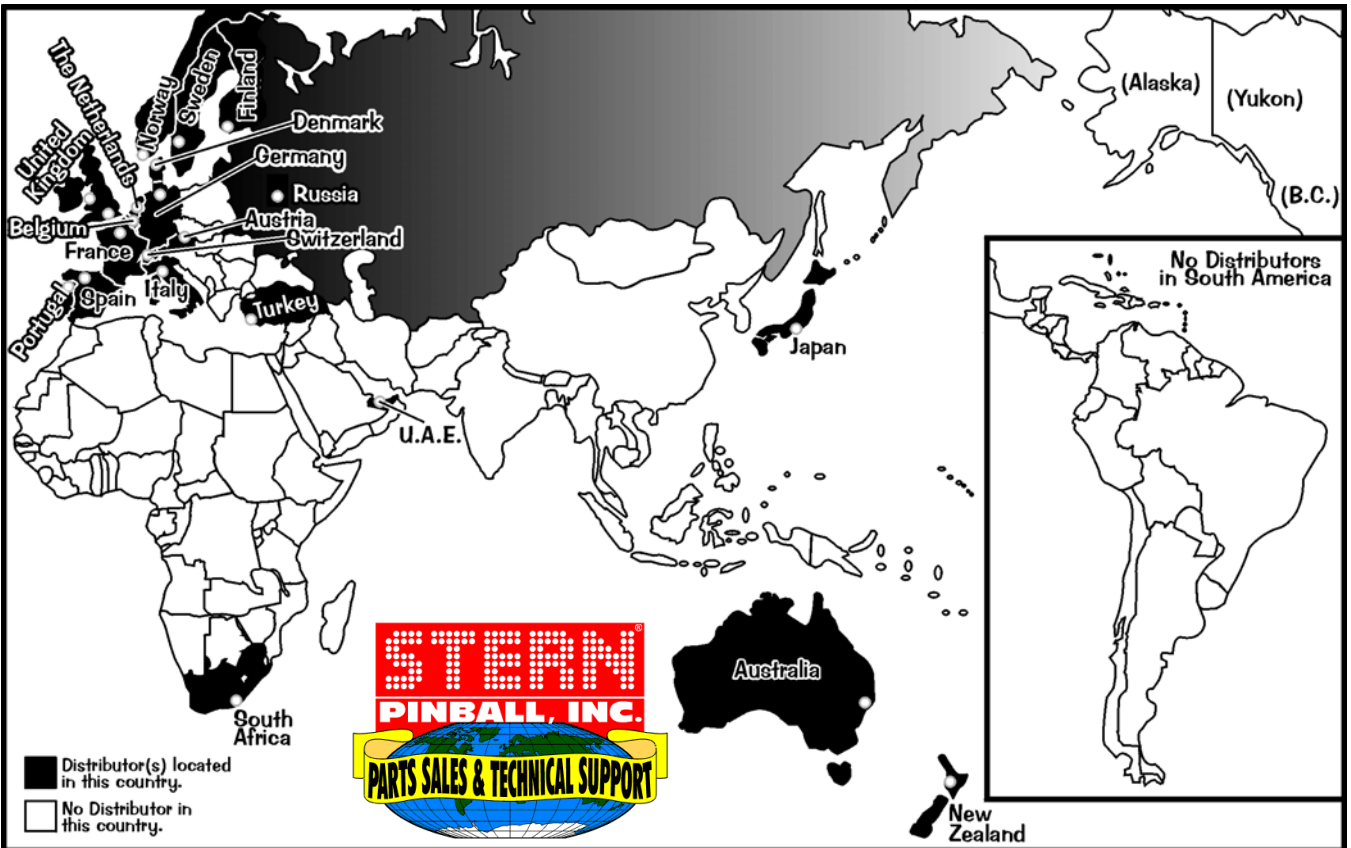 The Netherlands
Norway
Sweden
Finland
United
Kingdom
Denmark
Germany
Russia
Belgium
Austria
Switzerland
France
Portugal
Spain
Italy
Turkey
Japan
U.A.E.
South
Africa
Australia
New
Zealand
(Alaska)
(Yukon)
(B.C.)
No Distributors
in South America
STERN®
PINBALL, INC.
PARTS SALES & TECHNICAL SUPPORT
Distributor(s) located
in this country.
No Distributor in
this country.